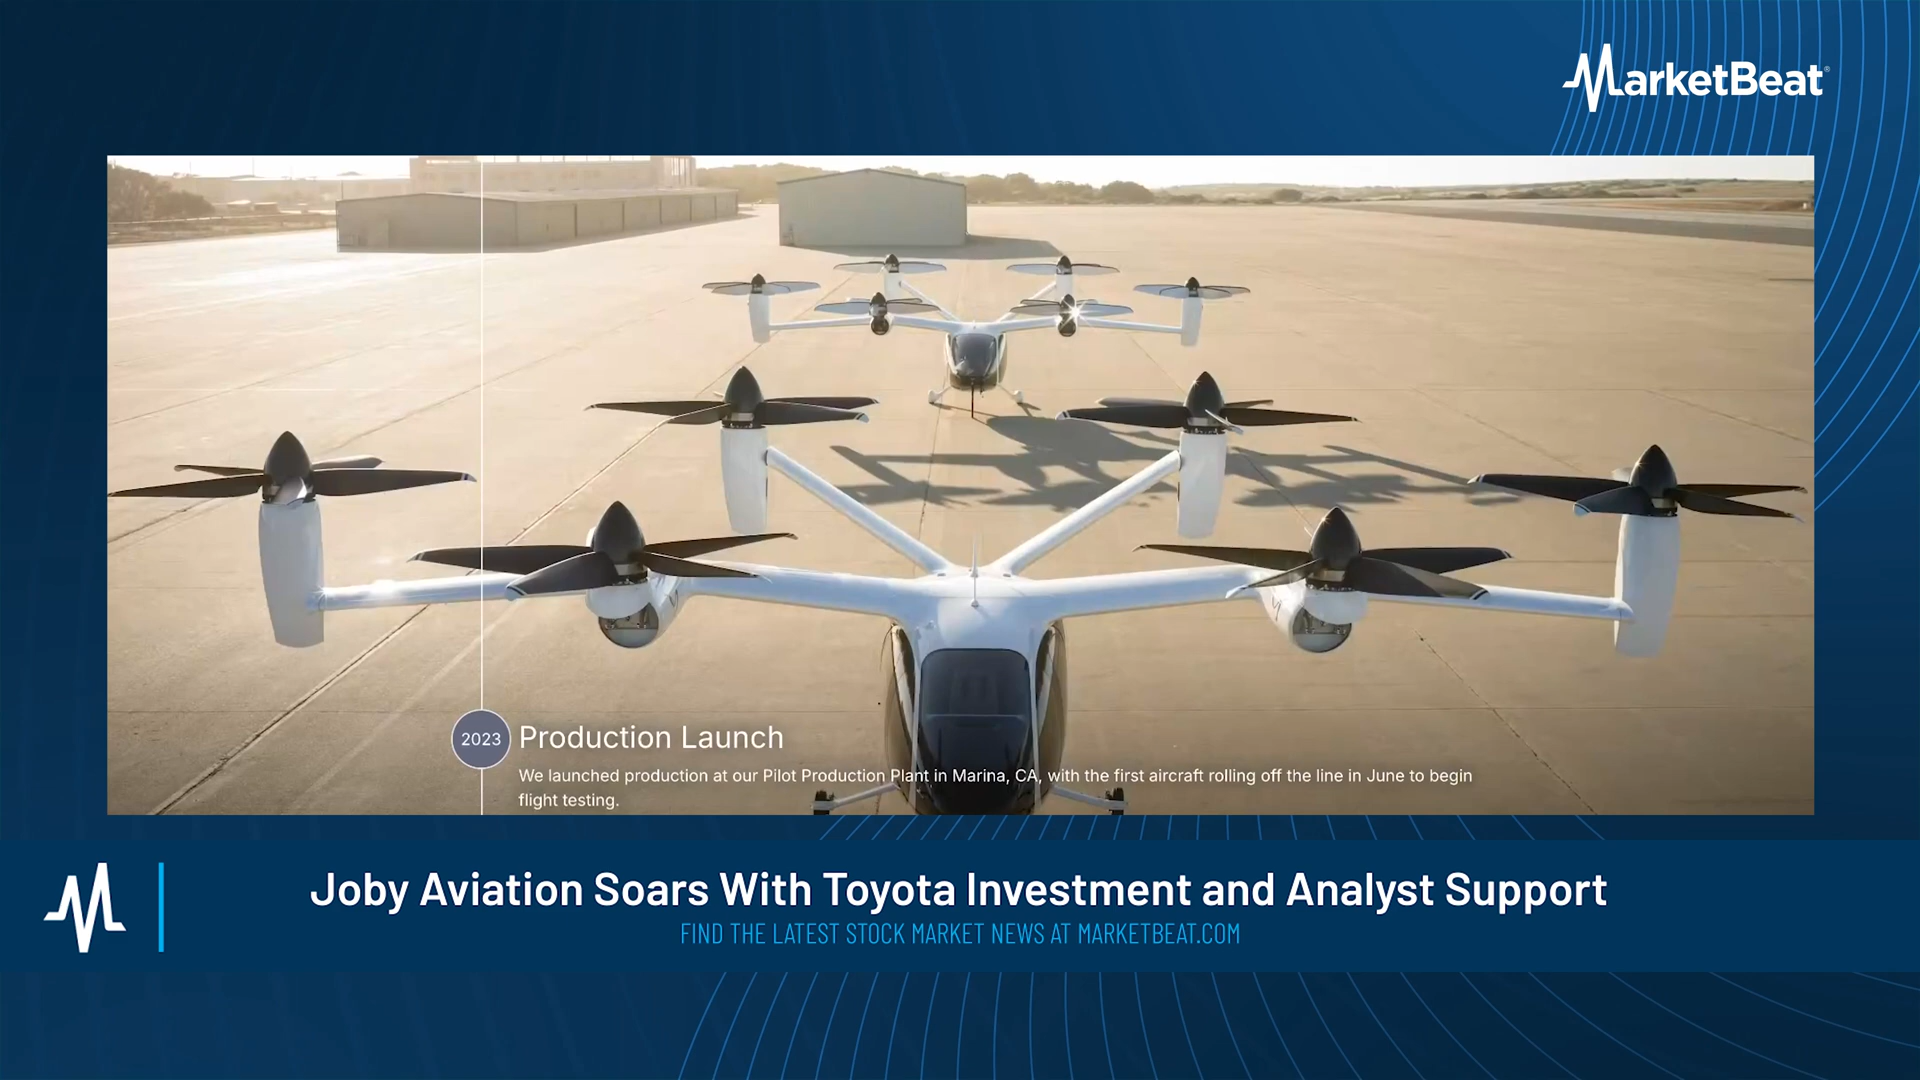 MarketBeat®
2023
Production Launch
We launched production at our Pilot Production Plant in Marina, CA, with the first aircraft rolling off the line in June to begin
flight testing.
Joby Aviation Soars With Toyota Investment and Analyst Support
FIND THE LATEST STOCK MARKET NEWS AT MARKETBEAT.COM